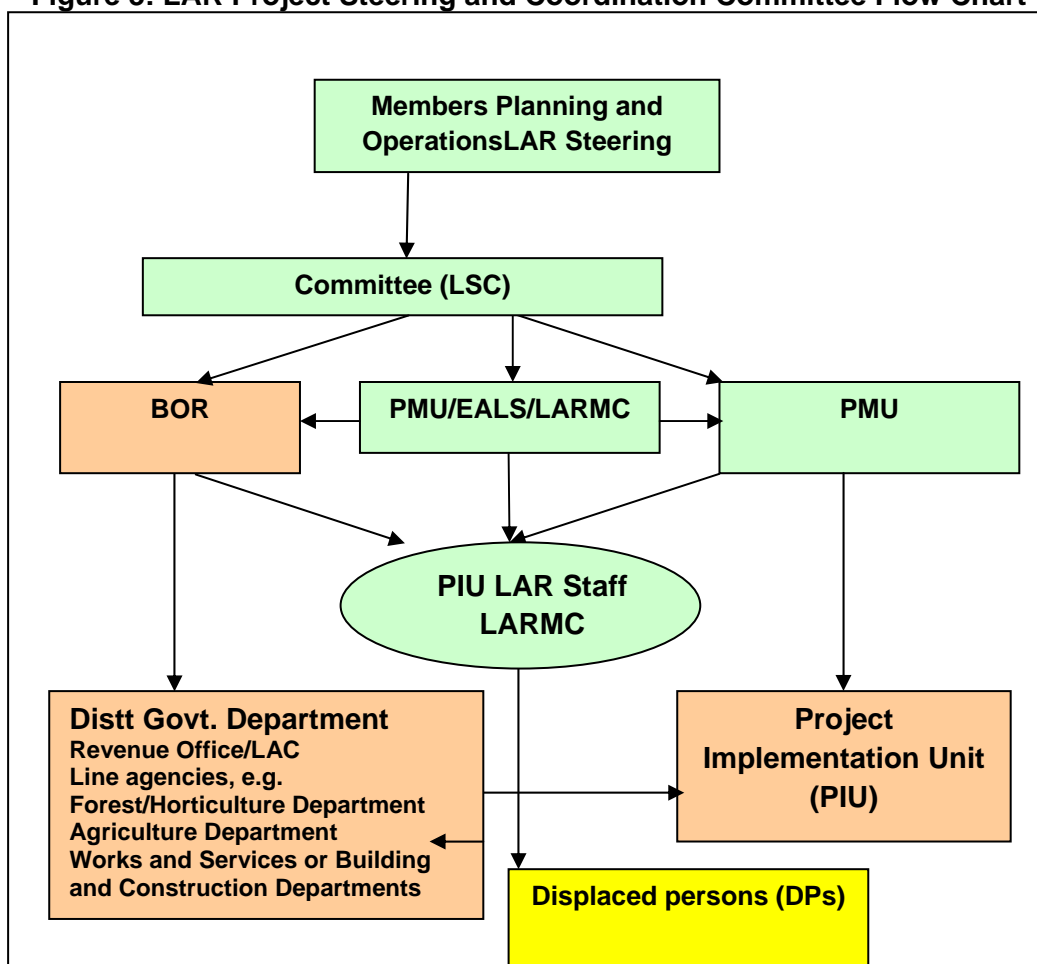 Figure 3: LAR Project Steering and Coordination Committee Flow Chart
Members Planning and
OperationsLAR Steering
Committee (LSC)
BOR
PMU/EALS/LARMC
PMU
PIU LAR Staff
LARMC
Distt Govt. Department
Revenue Office/LAC
Line agencies, e.g.
Forest/Horticulture Department
Agriculture Department
Works and Services or Building
and Construction Departments
Project
Implementation Unit
(PIU)
Displaced persons (DPs)